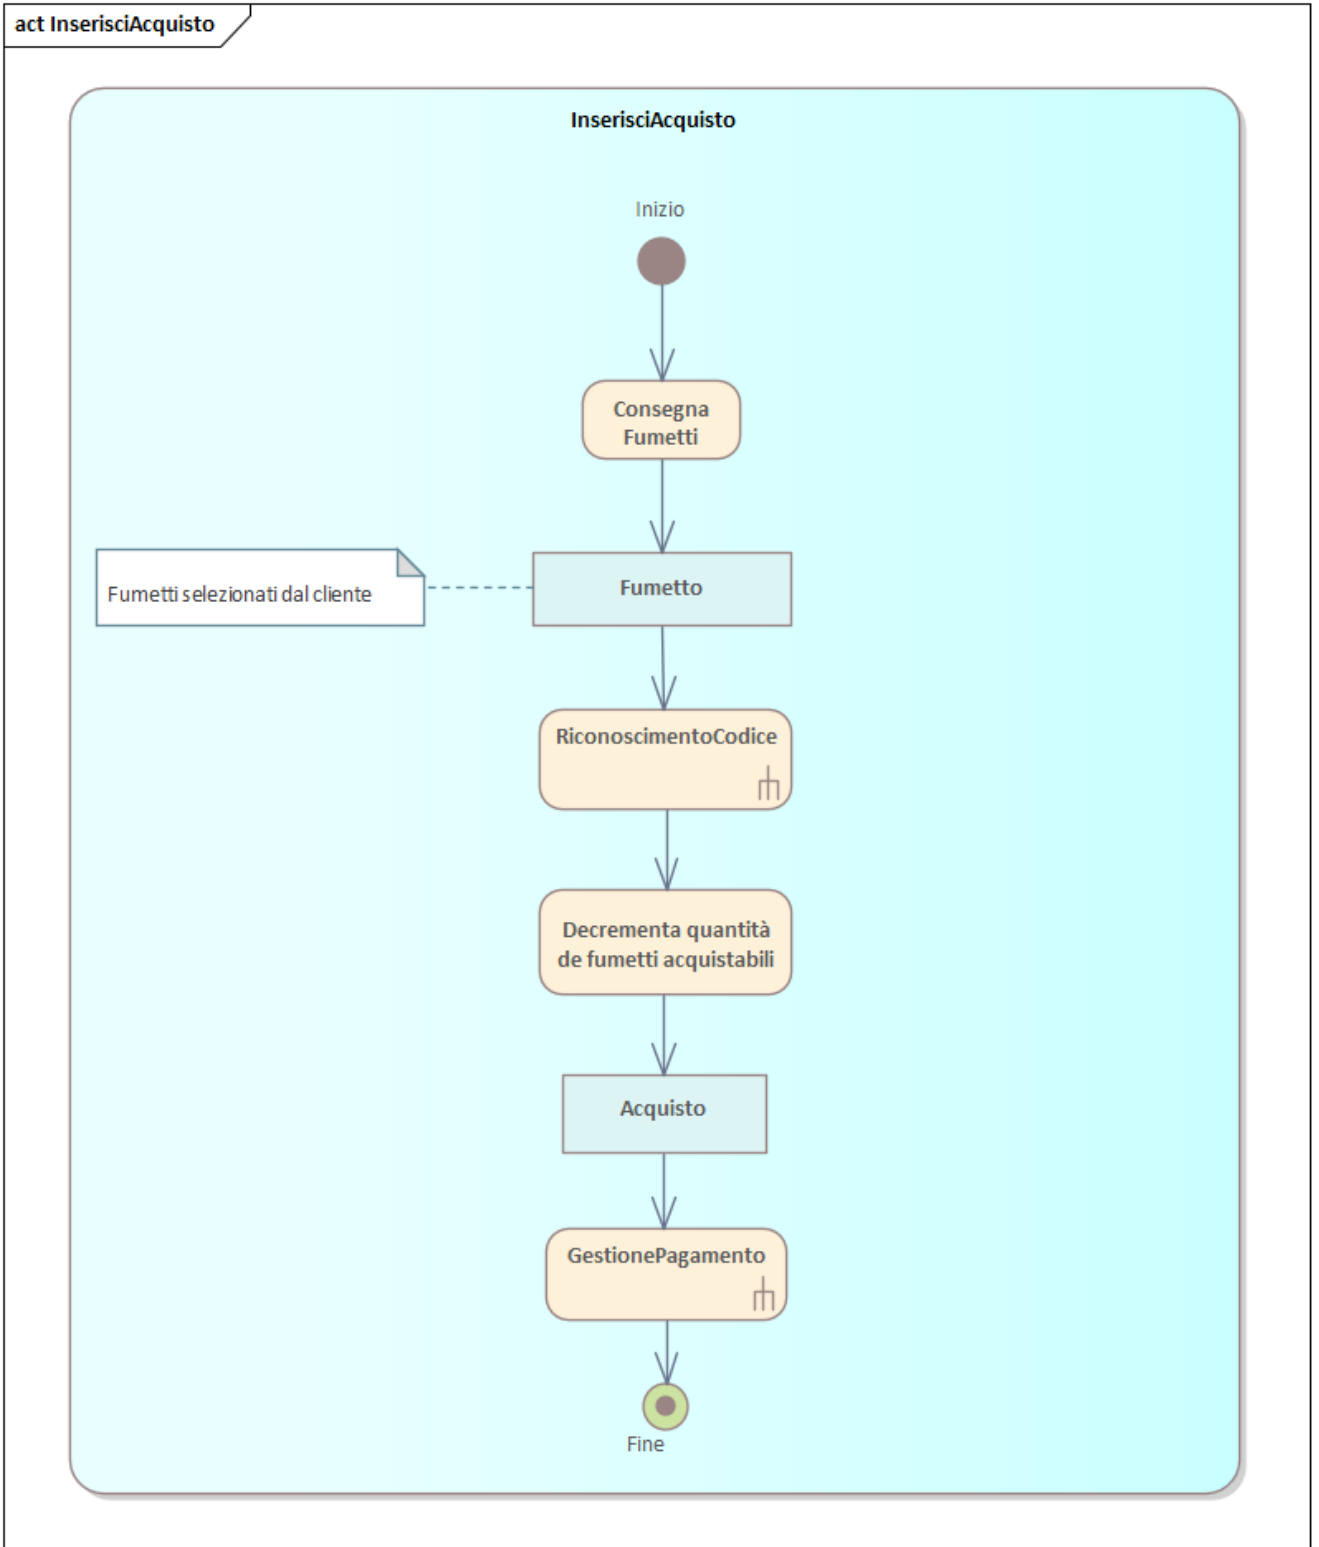 act InserisciAcquisto
InserisciAcquisto
Inizio
Consegna
Fumetti
Fumetti selezionati dal cliente
Fumetto
RiconoscimentoCodice
Decrementa quantità
de fumetti acquistabili
Acquisto
GestionePagamento
Fine